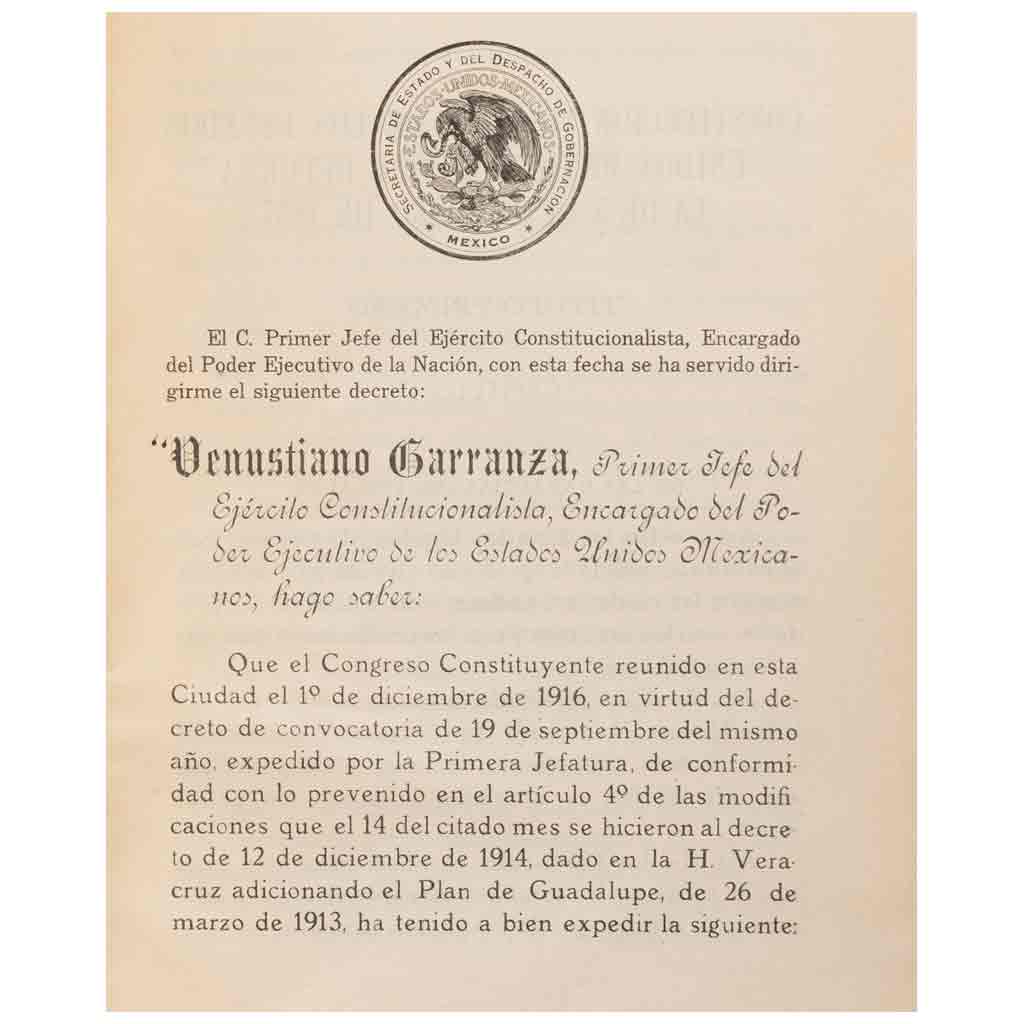 SECRETARIA DE ESTADO Y DEL DESPACHO DE GOBERNACION
ESTADOS·UNIDOS·MEXICANOS
* MEXICO *
El C. Primer Jefe del Ejército Constitucionalista, Encargado
del Poder Ejecutivo de la Nación, con esta fecha se ha servido diri-
girme el siguiente decreto:
“Venustiano Carranza, Primer Jefe del
Ejército Constitucionalista, Encargado del Po-
der Ejecutivo de los Estados Unidos Mexica-
nos, hago saber:
Que el Congreso Constituyente reunido en esta
Ciudad el 1º de diciembre de 1916, en virtud del de-
creto de convocatoria de 19 de septiembre del mismo
año, expedido por la Primera Jefatura, de conformi-
dad con lo prevenido en el artículo 4º de las modifi
caciones que el 14 del citado mes se hicieron al decre
to de 12 de diciembre de 1914, dado en la H. Vera-
cruz adicionando el Plan de Guadalupe, de 26 de
marzo de 1913, ha tenido a bien expedir la siguiente: